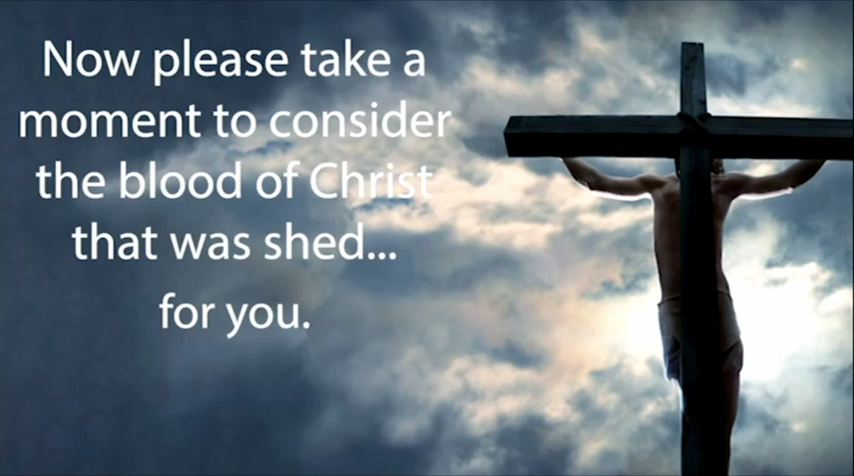 Now please take a
moment to consider
the blood of Christ
that was shed...
for you.